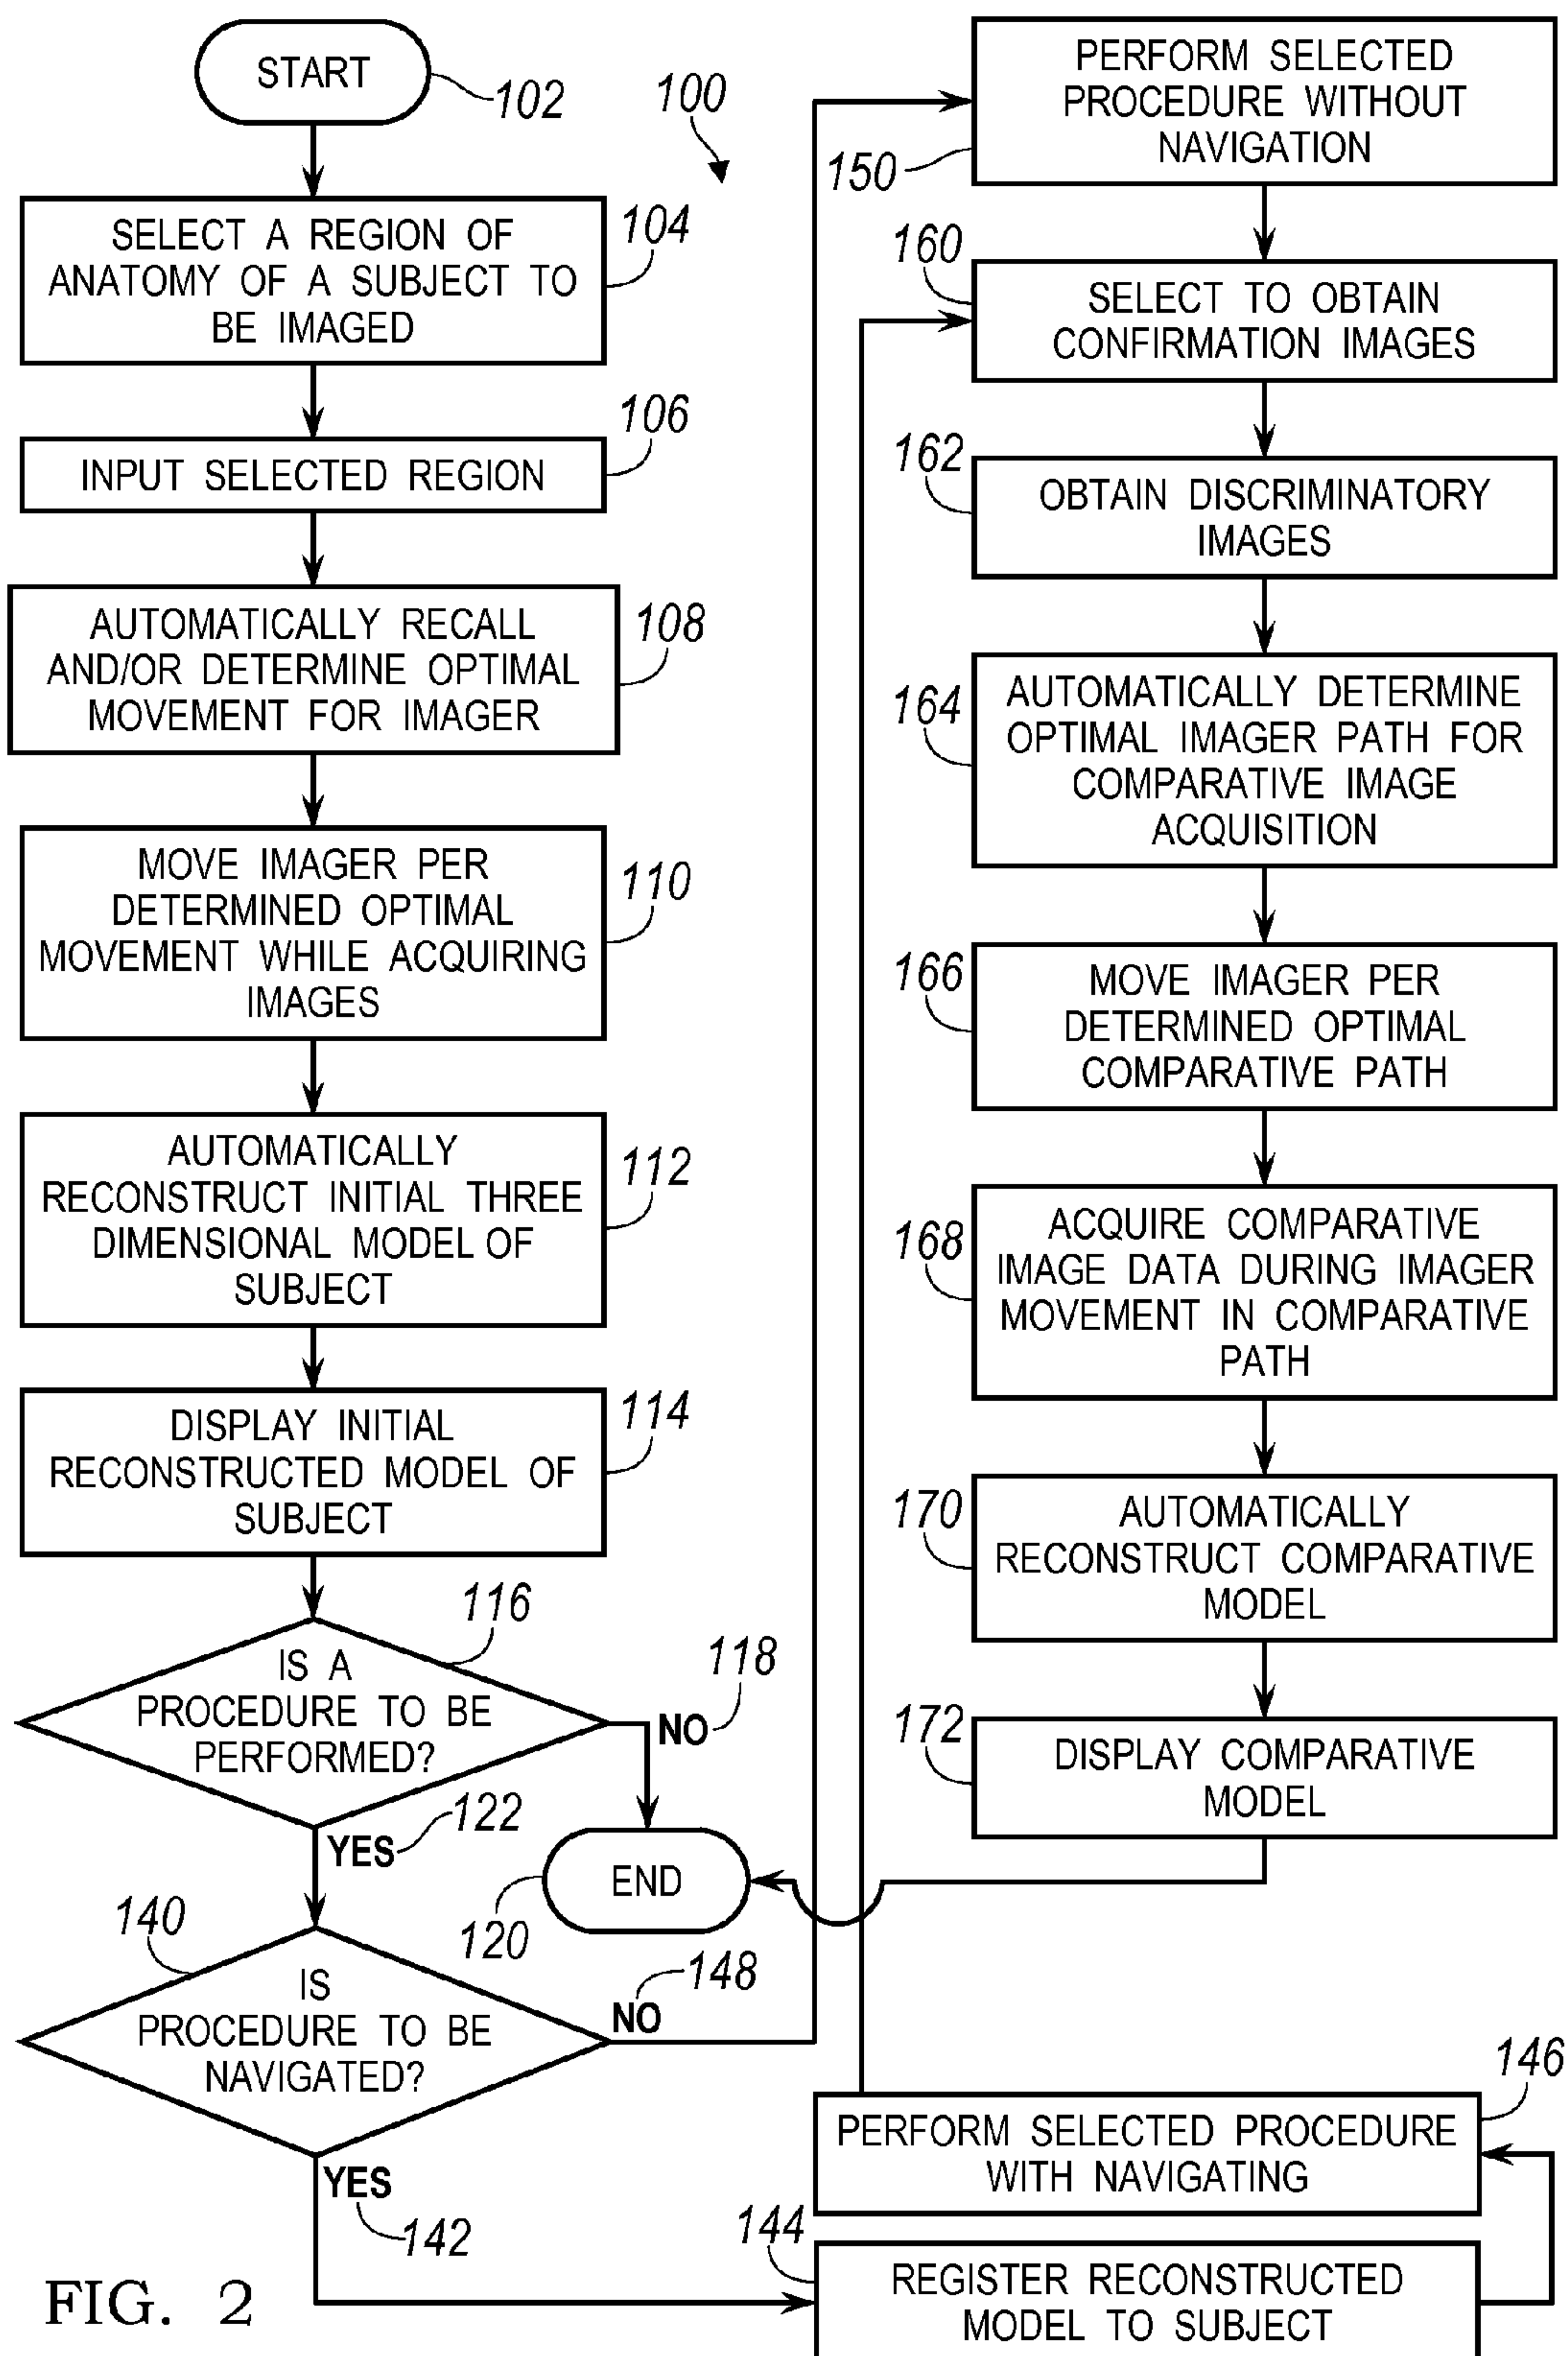 START
102
100
SELECT A REGION OF
ANATOMY OF A SUBJECT TO
BE IMAGED
104
INPUT SELECTED REGION
106
AUTOMATICALLY RECALL
AND/OR DETERMINE OPTIMAL
MOVEMENT FOR IMAGER
108
MOVE IMAGER PER
DETERMINED OPTIMAL
MOVEMENT WHILE ACQUIRING
IMAGES
110
AUTOMATICALLY
RECONSTRUCT INITIAL THREE
DIMENSIONAL MODEL OF
SUBJECT
112
DISPLAY INITIAL
RECONSTRUCTED MODEL OF
SUBJECT
114
IS A
PROCEDURE TO BE
PERFORMED?
116
NO
118
YES
122
END
120
IS
PROCEDURE TO BE
NAVIGATED?
140
NO
148
YES
142
REGISTER RECONSTRUCTED
MODEL TO SUBJECT
144
PERFORM SELECTED PROCEDURE
WITH NAVIGATING
146
PERFORM SELECTED
PROCEDURE WITHOUT
NAVIGATION
150
SELECT TO OBTAIN
CONFIRMATION IMAGES
160
OBTAIN DISCRIMINATORY
IMAGES
162
AUTOMATICALLY DETERMINE
OPTIMAL IMAGER PATH FOR
COMPARATIVE IMAGE
ACQUISITION
164
MOVE IMAGER PER
DETERMINED OPTIMAL
COMPARATIVE PATH
166
ACQUIRE COMPARATIVE
IMAGE DATA DURING IMAGER
MOVEMENT IN COMPARATIVE
PATH
168
AUTOMATICALLY
RECONSTRUCT COMPARATIVE
MODEL
170
DISPLAY COMPARATIVE
MODEL
172
FIG. 2